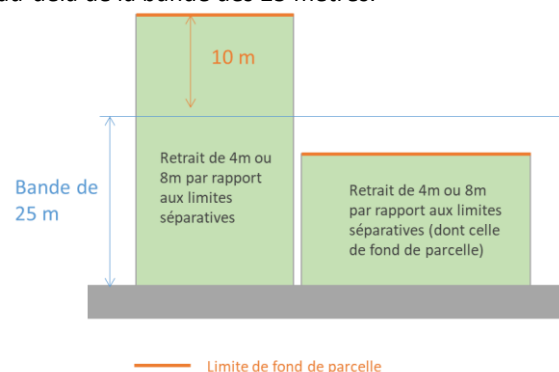 au-delà de la bande des 25 mètres.
10 m
Retrait de 4m ou
8m par rapport
aux limites
séparatives
Bande de
25 m
Retrait de 4m ou 8m
par rapport aux limites
séparatives (dont celle
de fond de parcelle)
Limite de fond de parcelle